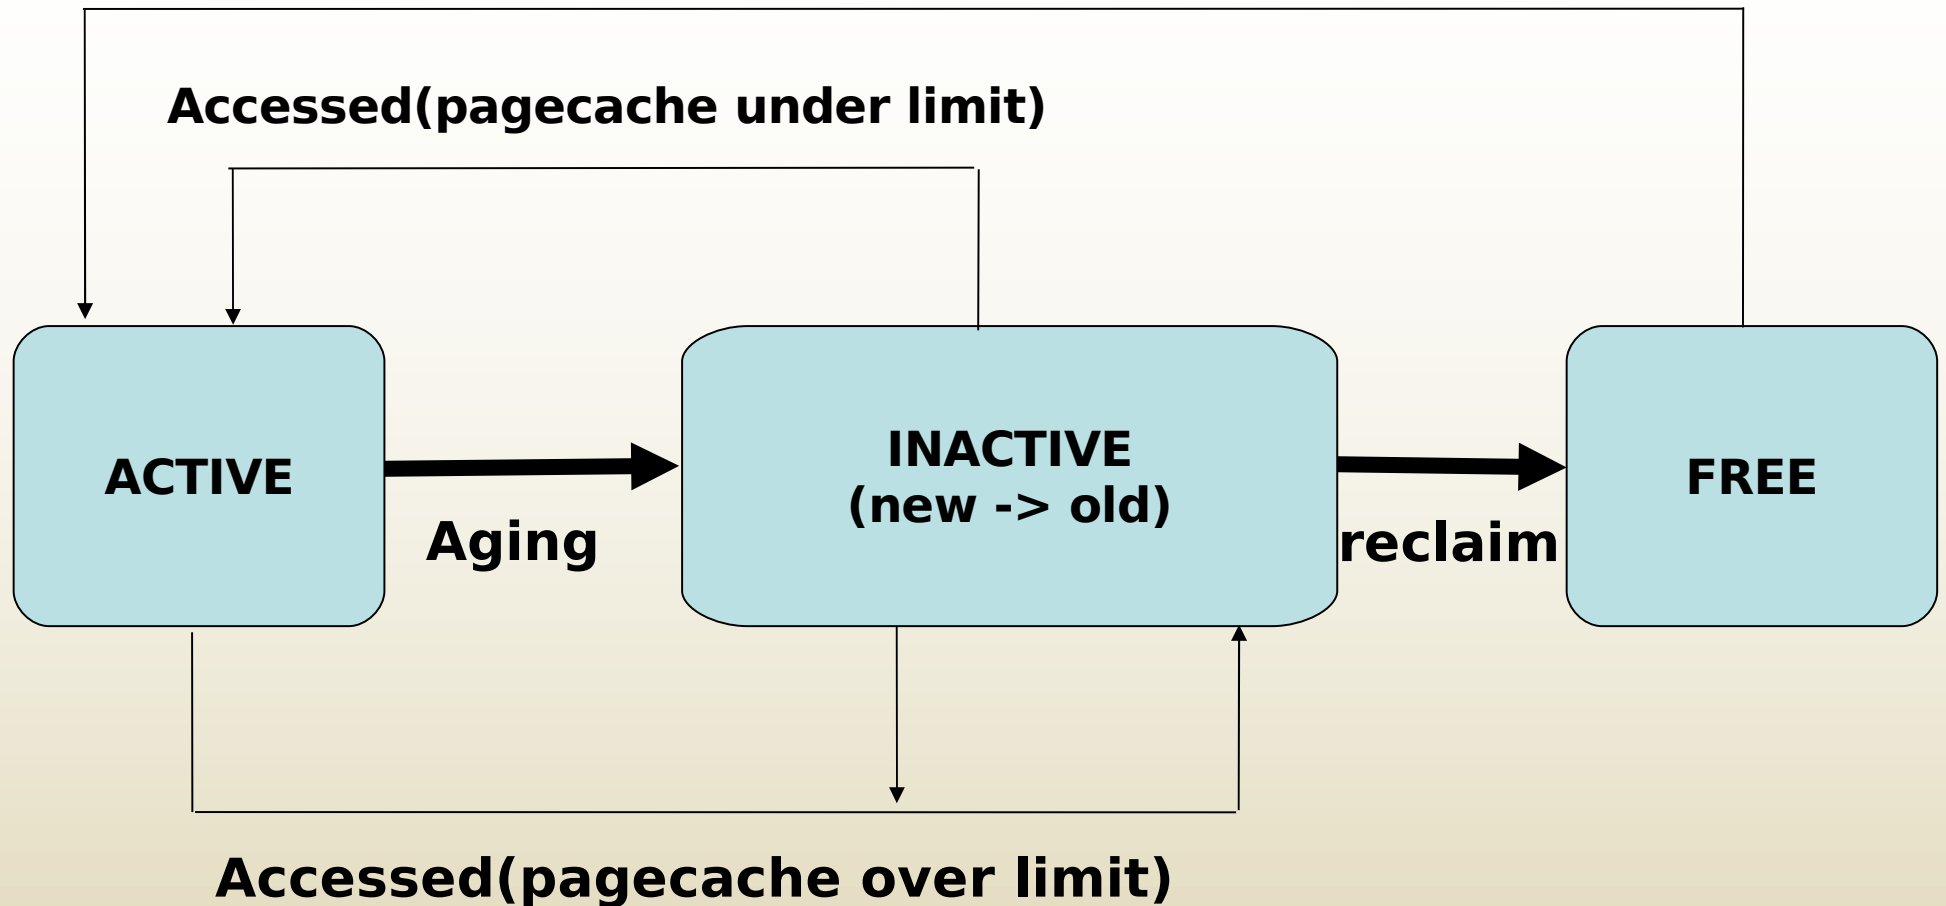 Accessed(pagecache under limit)
ACTIVE
Aging
INACTIVE
(new -> old)
reclaim
FREE
Accessed(pagecache over limit)